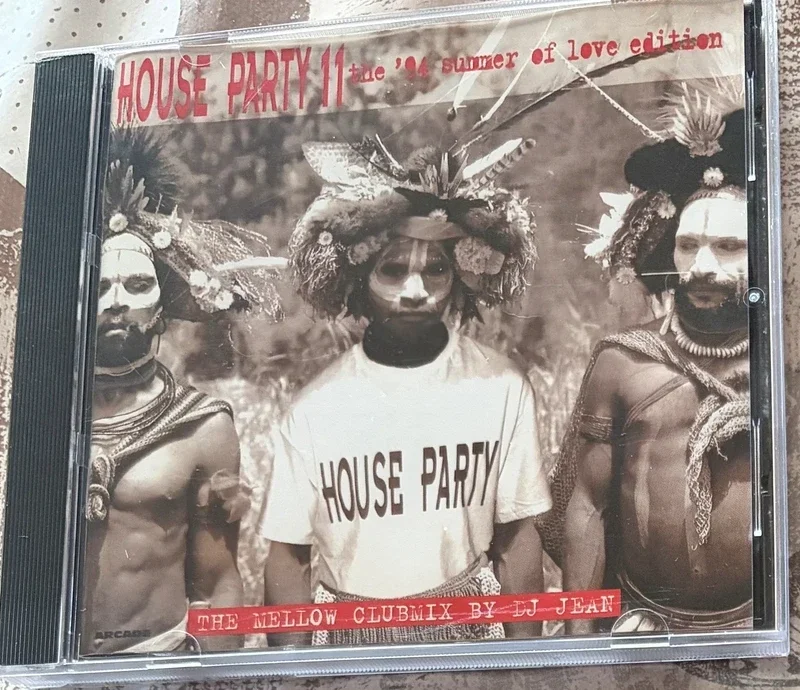 HOUSE PARTY 11 the '94 summer of love edition
HOUSE PARTY
THE MELLOW CLUBMIX BY DJ JEAN
ARCADE